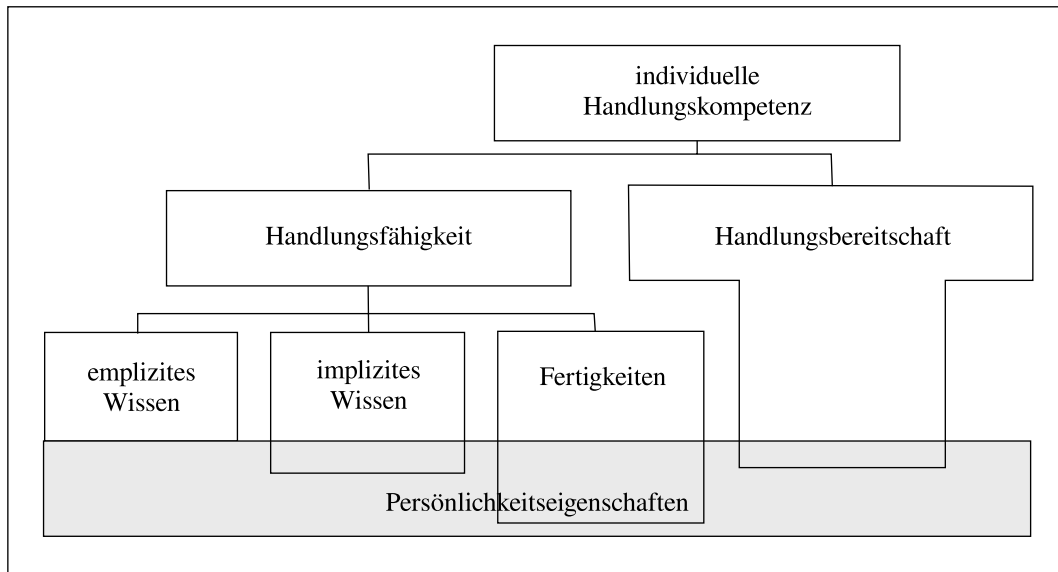 individuelle
Handlungskompetenz
Handlungsfähigkeit
Handlungsbereitschaft
emplizites
Wissen
implizites
Wissen
Fertigkeiten
Persönlichkeitseigenschaften